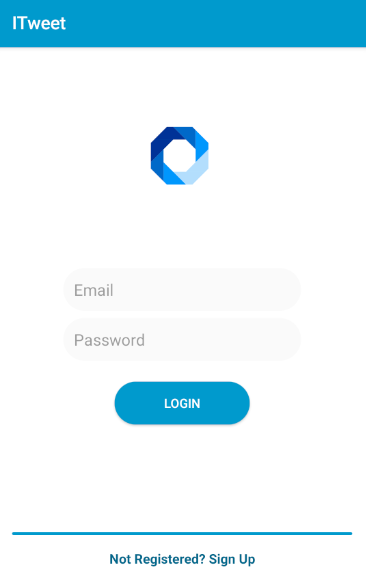 ITweet
Email
Password
LOGIN
Not Registered? Sign Up